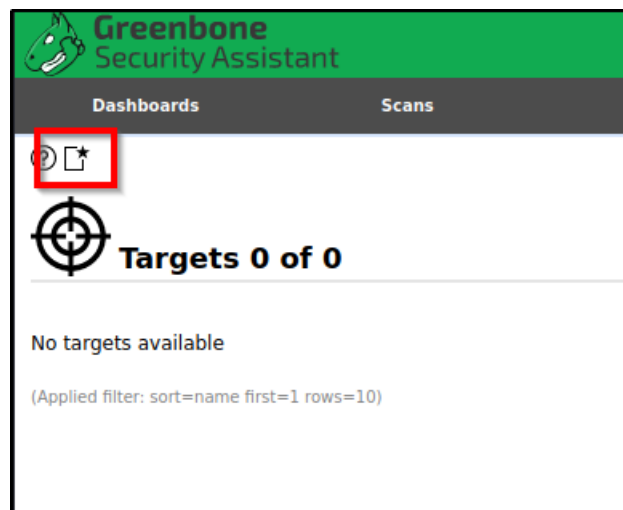 Greenbone
Security Assistant
Dashboards Scans
?
Targets 0 of 0
No targets available
(Applied filter: sort=name first=1 rows=10)